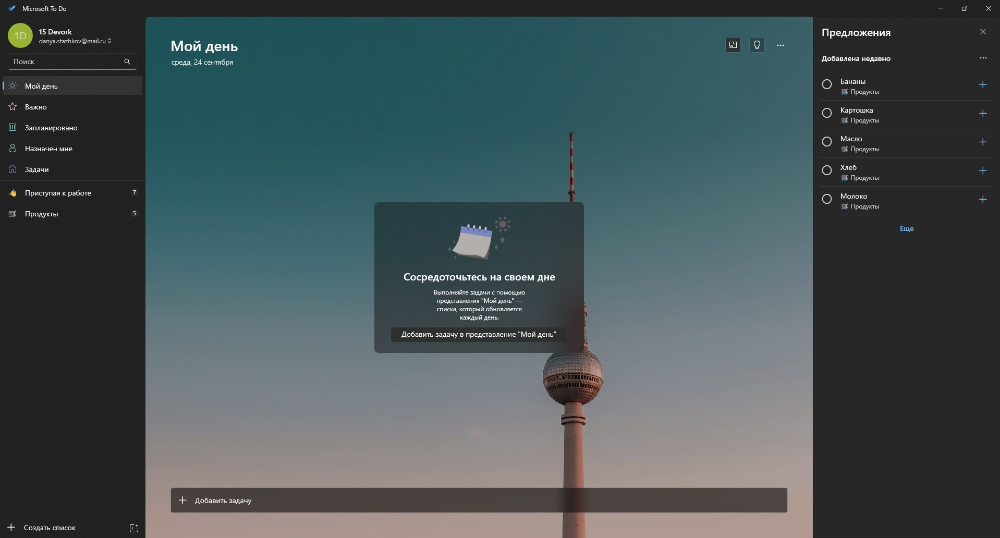 Microsoft To Do
1D
15 Devork
danya.stazhkov@mail.ru
Поиск
Мой день
Важно
Запланировано
Назначен мне
Задачи
Приступая к работе 7
Продукты 5
Создать список
Мой день
среда, 24 сентября
Сосредоточьтесь на своем дне
Выполняйте задачи с помощью
представления "Мой день" —
списка, который обновляется
каждый день.
Добавить задачу в представление "Мой день"
Добавить задачу
Предложения
Добавлена недавно
Бананы
Продукты
Картошка
Продукты
Масло
Продукты
Хлеб
Продукты
Молоко
Продукты
Еще